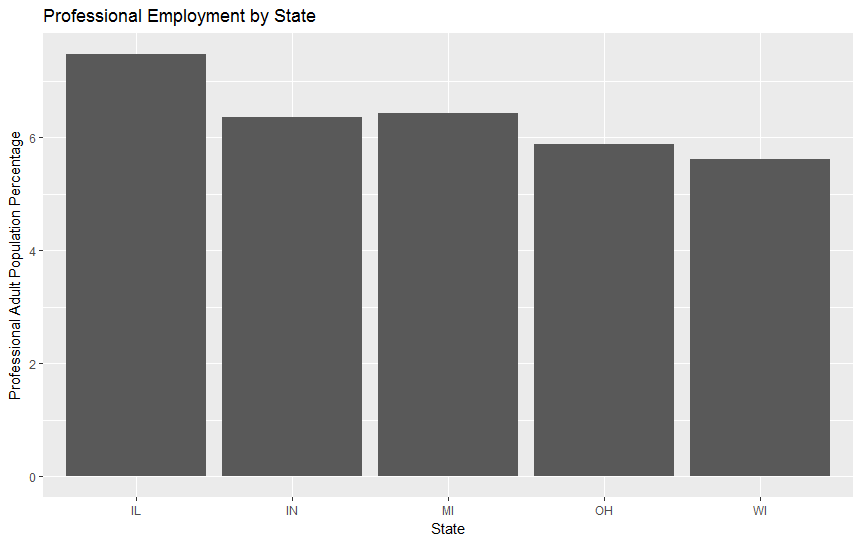 Professional Employment by State
Professional Adult Population Percentage
6
4
2
0
IL IN MI OH WI
State